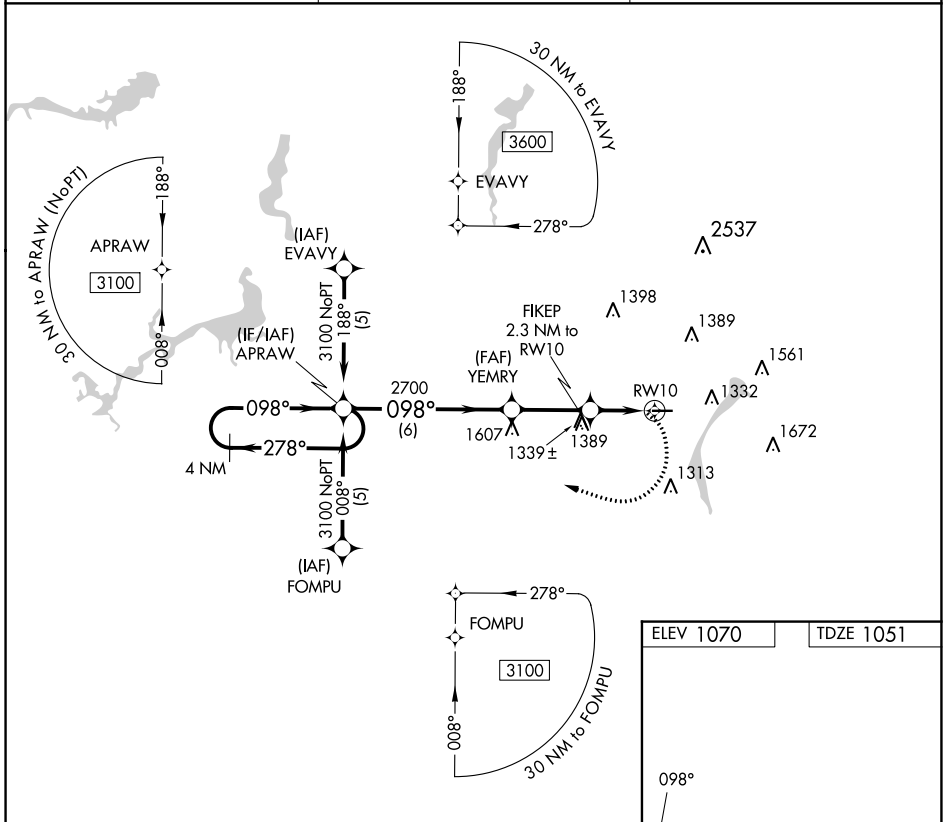 30 NM to EVAVY
188°
3600
EVAVY
278°
30 NM to APRAW (NoPT)
188°
APRAW
3100
008°
2537
(IAF)
EVAVY
3100 NoPT
188°
(5)
1398
FIKEP
2.3 NM to
RW10
1389
(IF/IAF)
APRAW
(FAF)
YEMRY
1561
RW10
1332
2700
098°
098°
(6)
1607
1339±
1389
1672
278°
4 NM
1313
3100 NoPT
008°
(5)
(IAF)
FOMPU
278°
FOMPU
3100
008°
30 NM to FOMPU
ELEV 1070
TDZE 1051
098°